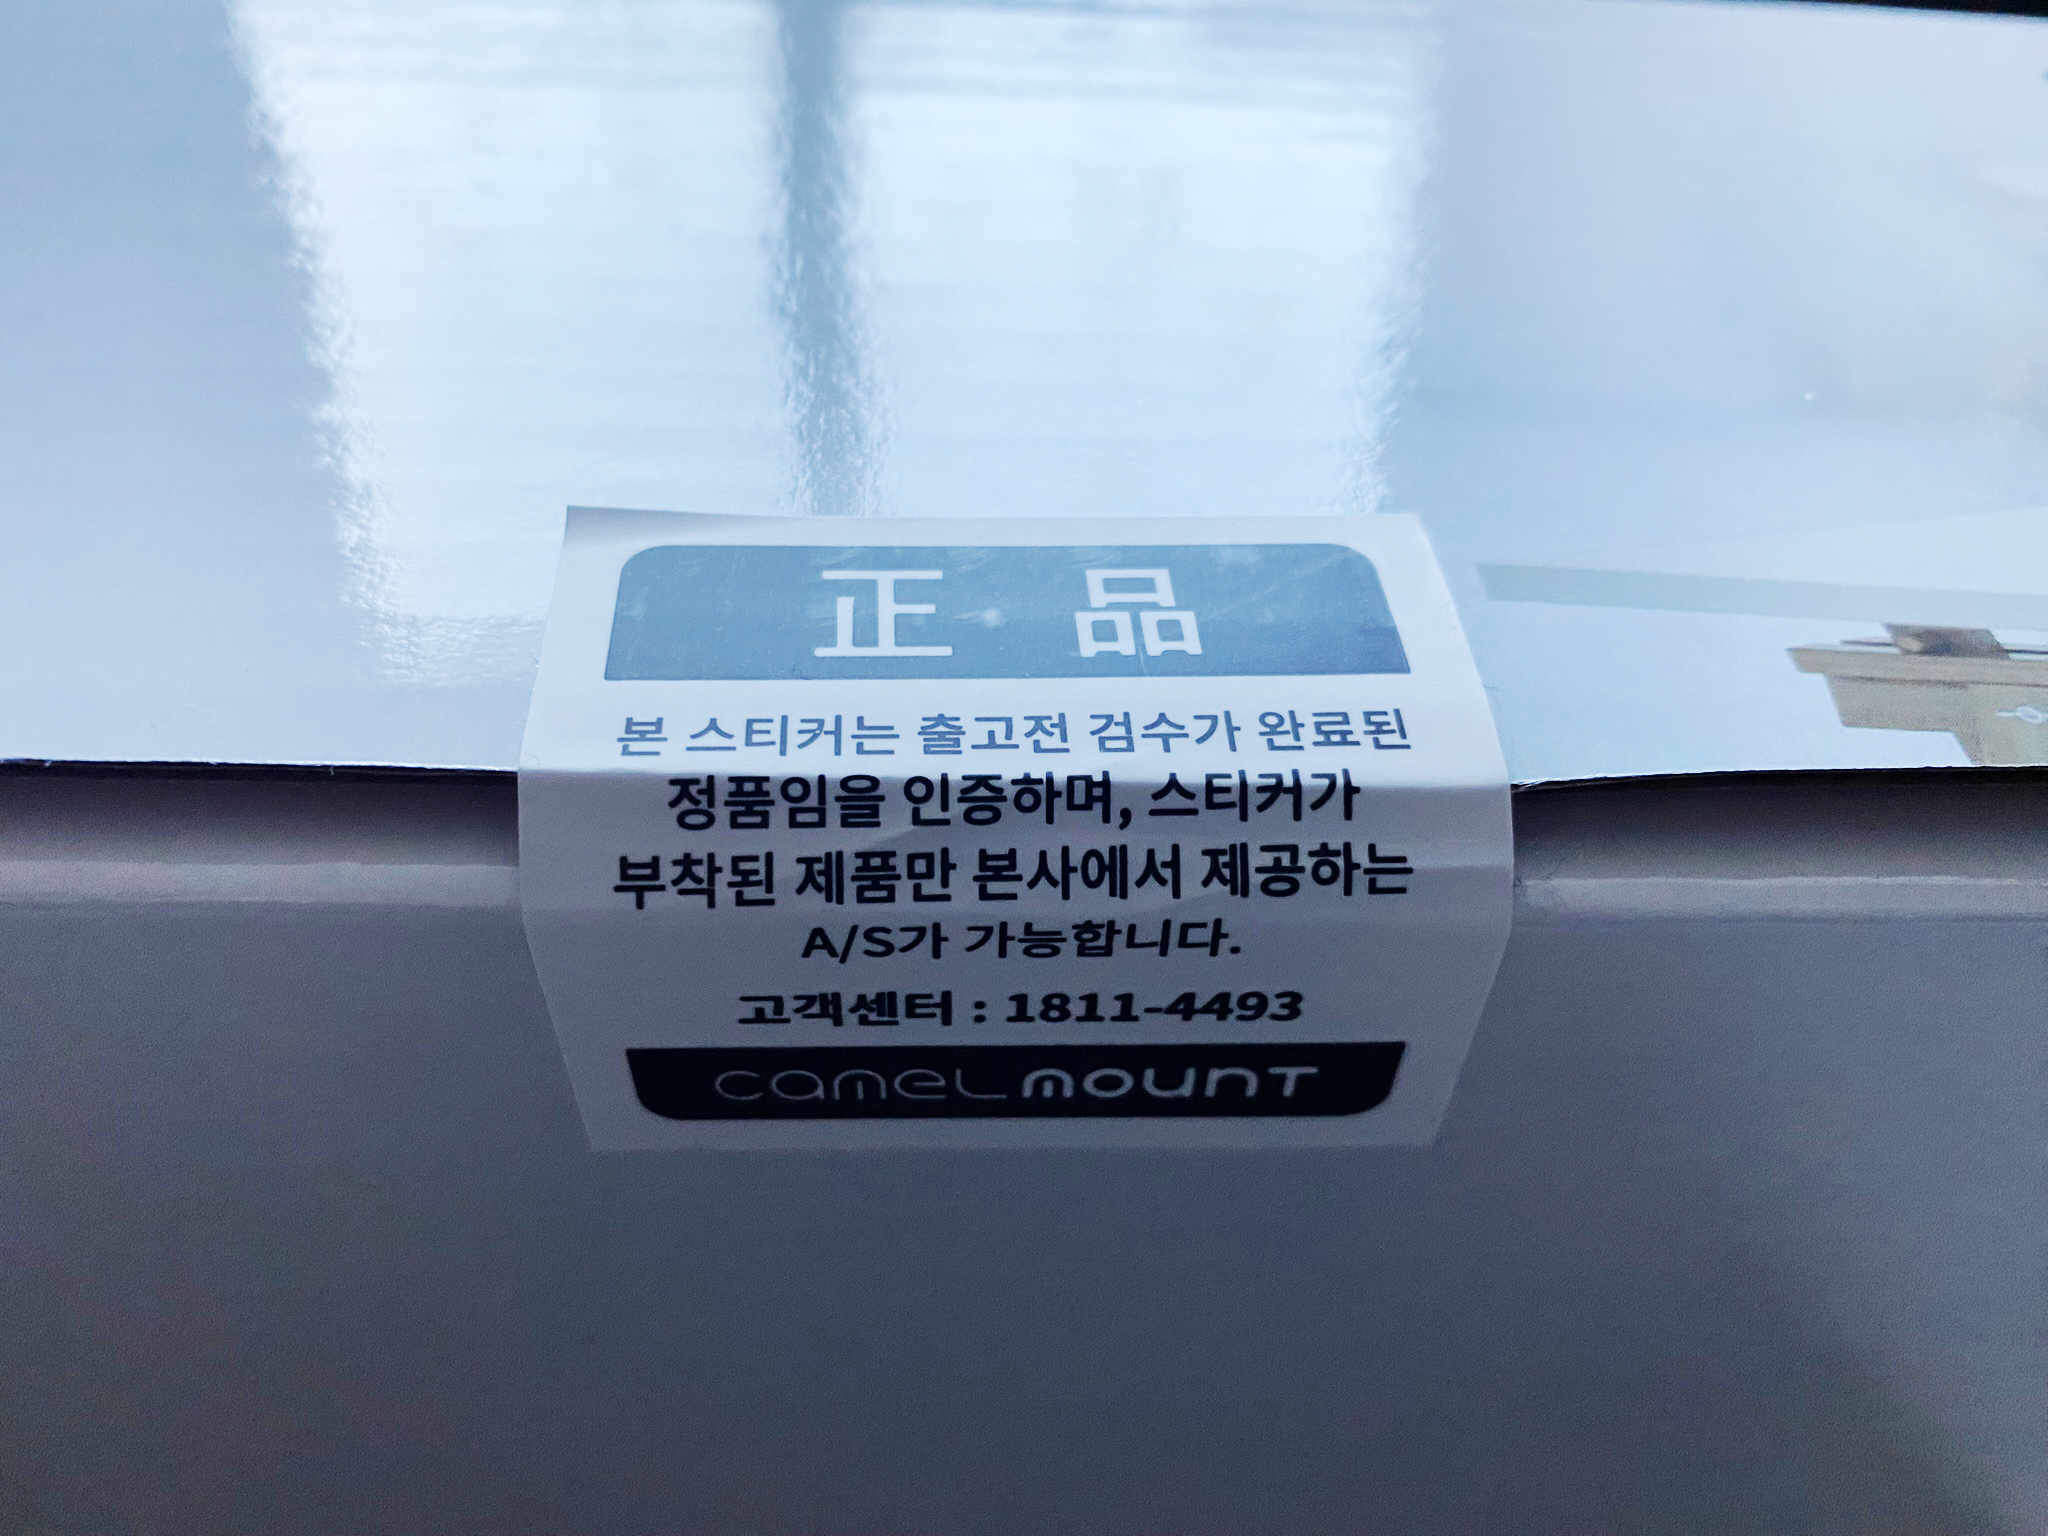 正 品
본 스티커는 출고전 검수가 완료된
정품임을 인증하며, 스티커가
부착된 제품만 본사에서 제공하는
A/S가 가능합니다.
고객센터 : 1811-4493
camel mount